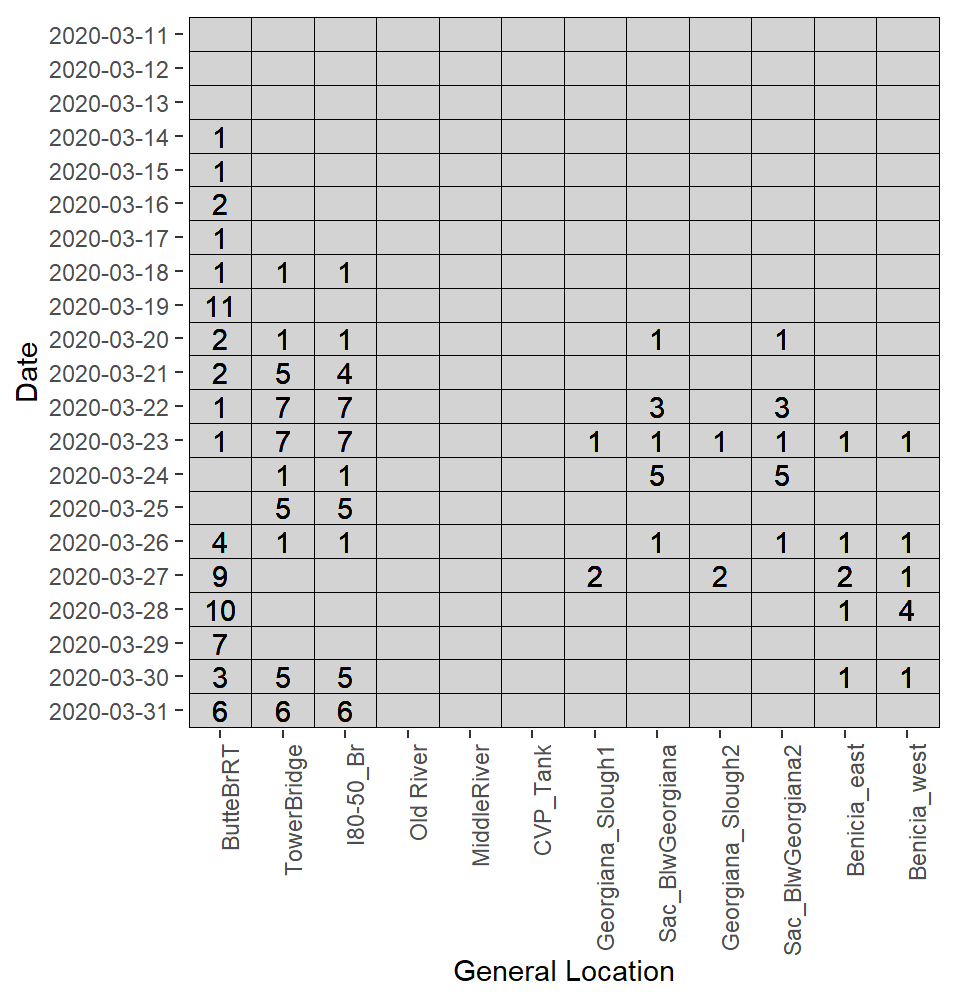 2020-03-11
2020-03-12
2020-03-13
2020-03-14 1
2020-03-15 1
2020-03-16 2
2020-03-17 1
2020-03-18 1 1 1
2020-03-19 11
2020-03-20 2 1 1 1 1
2020-03-21 2 5 4
2020-03-22 1 7 7 3 3
2020-03-23 1 7 7 1 1 1 1 1 1
2020-03-24 1 1 5 5
2020-03-25 5 5
2020-03-26 4 1 1 1 1 1 1
2020-03-27 9 2 2 2 1
2020-03-28 10 1 4
2020-03-29 7
2020-03-30 3 5 5 1 1
2020-03-31 6 6 6
Date
ButteBrRT
TowerBridge
I80-50_Br
Old River
MiddleRiver
CVP_Tank
Georgiana_Slough1
Sac_BlwGeorgiana
Georgiana_Slough2
Sac_BlwGeorgiana2
Benicia_east
Benicia_west
General Location